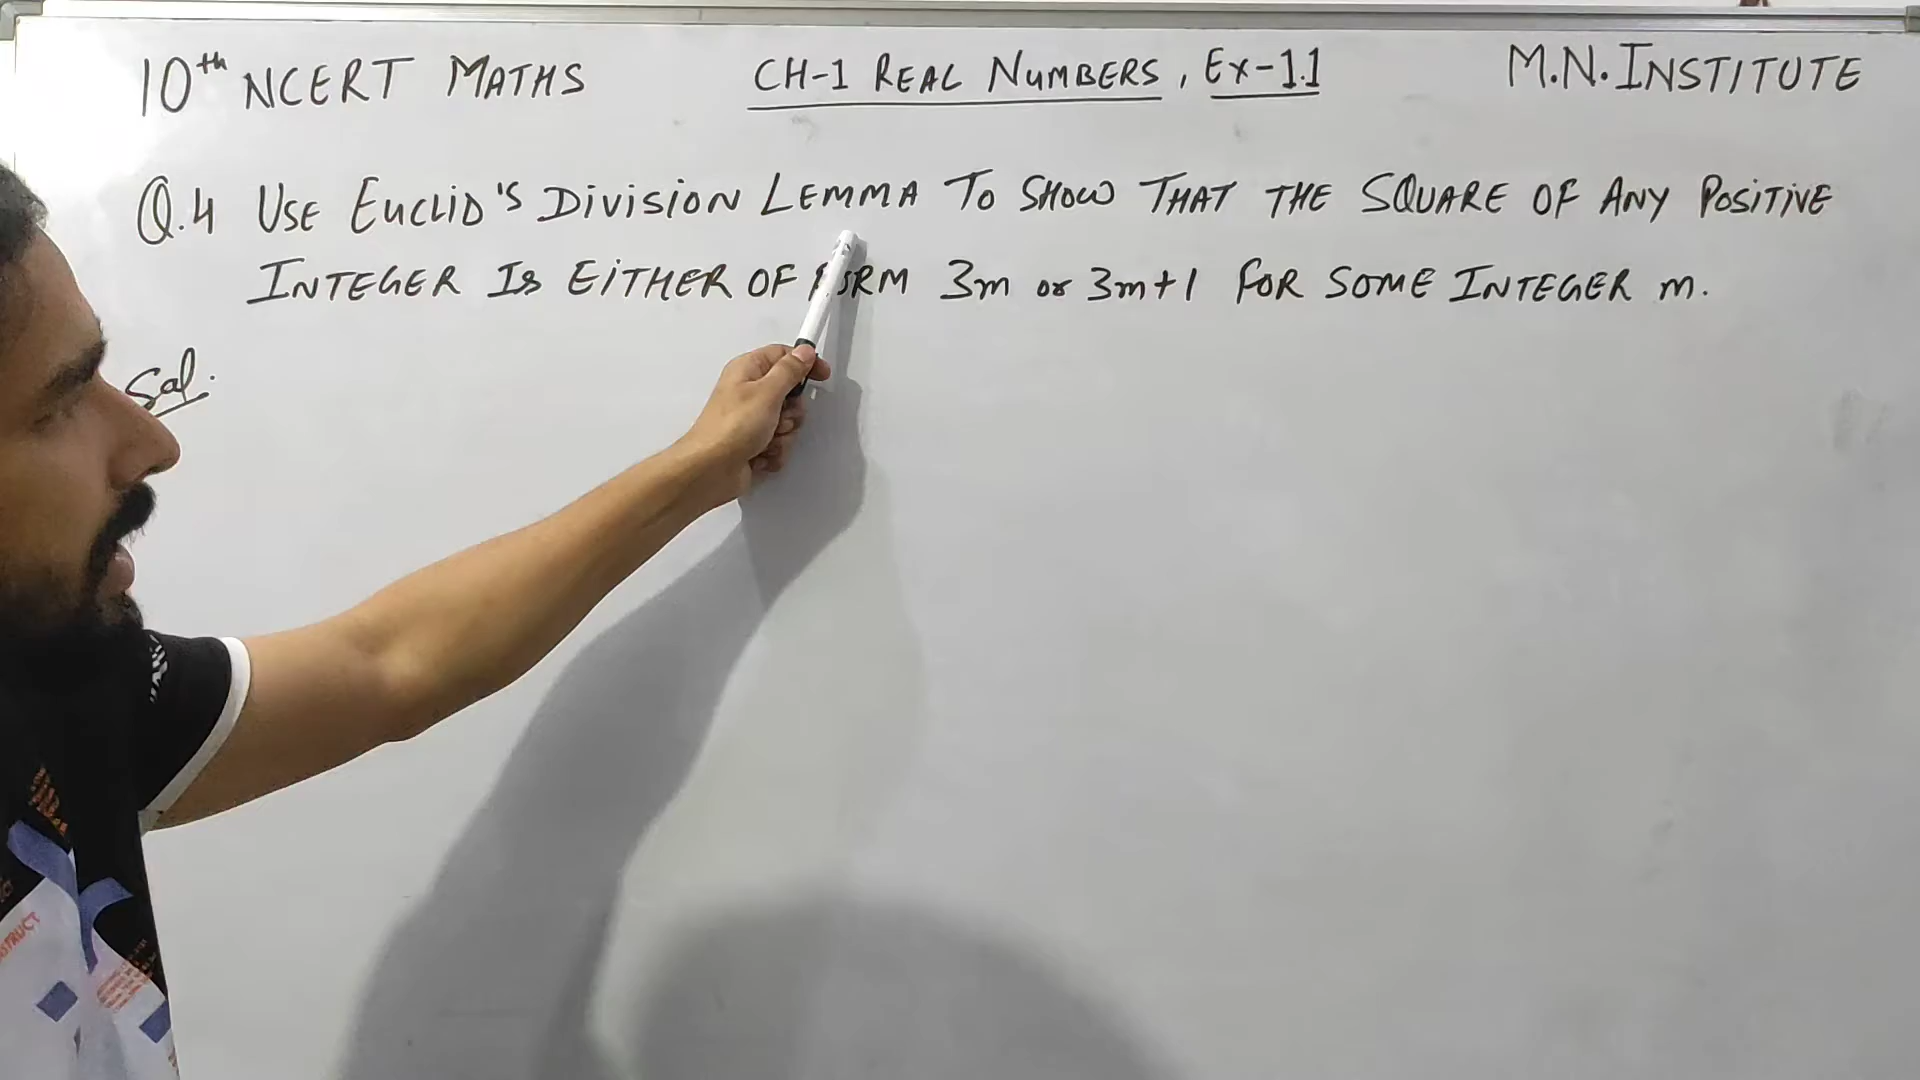 10th NCERT MATHS CH-1 REAL NUMBERS, Ex-1.1 M.N. INSTITUTE
Q.4 USE EUCLID'S DIVISION LEMMA TO SHOW THAT THE SQUARE OF ANY POSITIVE
INTEGER IS EITHER OF FORM 3m or 3m+1 FOR SOME INTEGER m.
Sol.
STRUCT